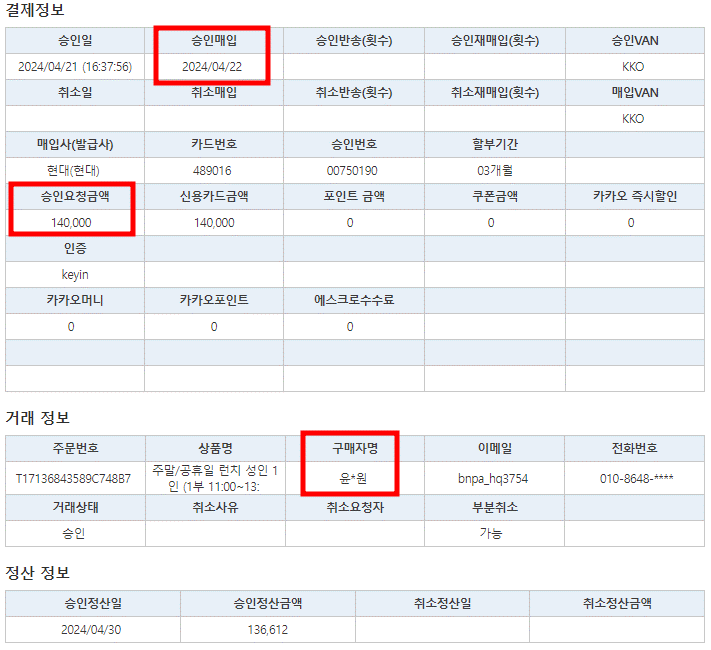 결제정보
승인일 승인매입 승인반송(횟수) 승인재매입(횟수) 승인VAN
2024/04/21 (16:37:56) 2024/04/22 KKO
취소일 취소매입 취소반송(횟수) 취소재매입(횟수) 매입VAN
KKO
매입사(발급사) 카드번호 승인번호 할부기간
현대(현대) 489016 00750190 03개월
승인요청금액 신용카드금액 포인트 금액 쿠폰금액 카카오 즉시할인
140,000 140,000 0 0 0
인증
keyin
카카오머니 카카오포인트 에스크로수수료
0 0 0
거래 정보
주문번호 상품명 구매자명 이메일 전화번호
T17136843589C748B7 주말/공휴일 런치 성인 1 윤*원 bnpa_hq3754 010-8648-****
인 (1부 11:00~13:
거래상태 취소사유 취소요청자 부분취소
승인 가능
정산 정보
승인정산일 승인정산금액 취소정산일 취소정산금액
2024/04/30 136,612